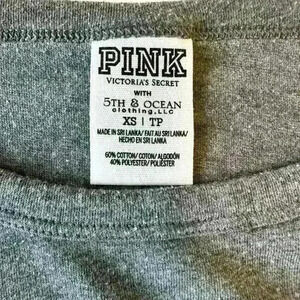 PINK
VICTORIA'S SECRET
WITH
5TH & OCEAN
clothing, LLC
XS | TP
MADE IN SRI LANKA/ FAIT AU SRI LANKA/
HECHO EN SRI LANKA
60% COTTON/ COTON/ ALGODÓN
40% POLYESTER/ POLIÉSTER